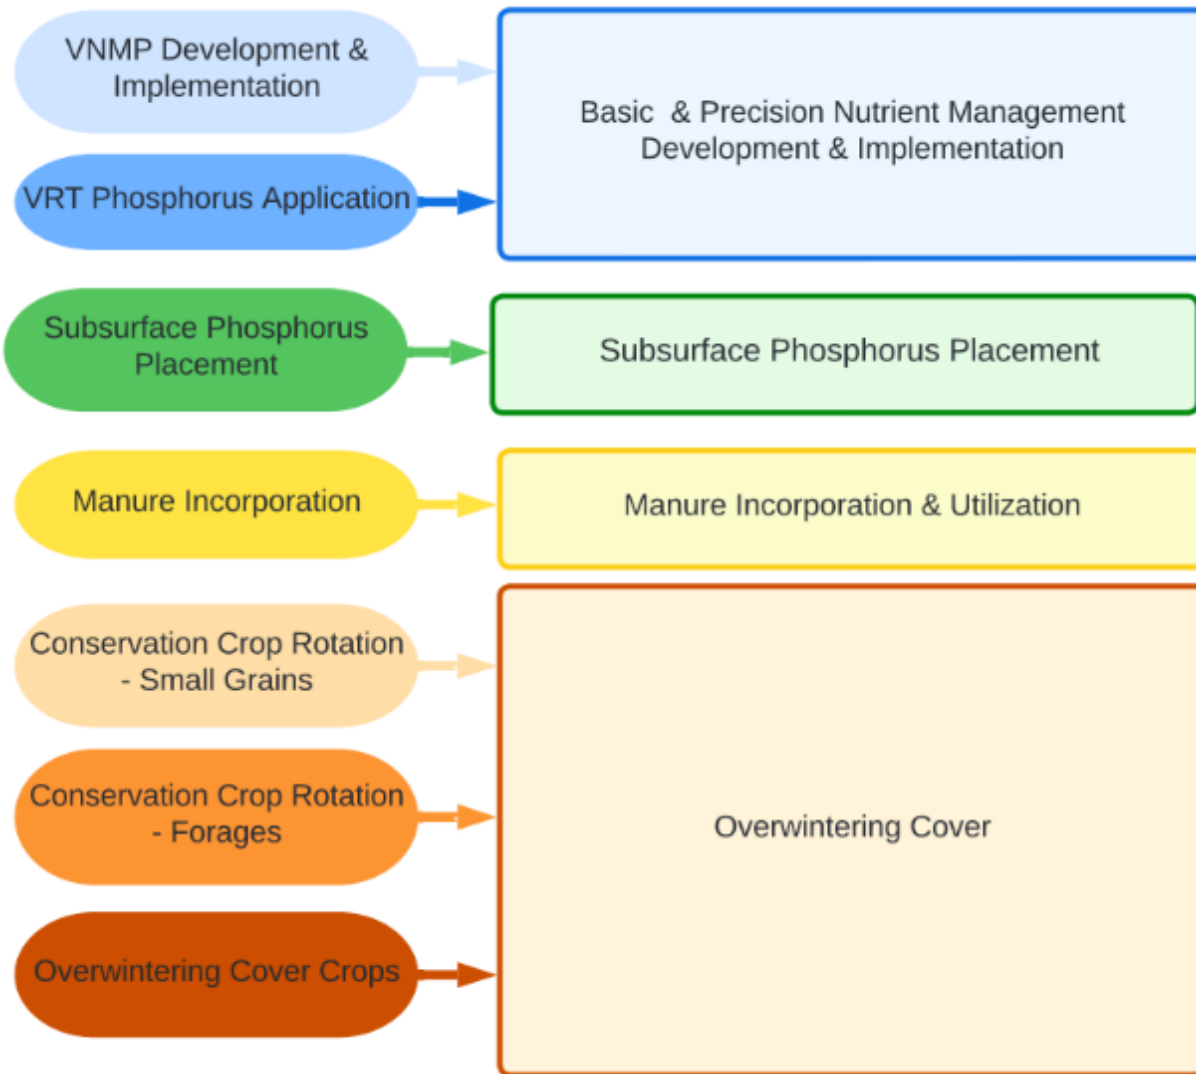 VNMP Development &
Implementation
Basic & Precision Nutrient Management
Development & Implementation
VRT Phosphorus Application
Subsurface Phosphorus
Placement
Subsurface Phosphorus Placement
Manure Incorporation
Manure Incorporation & Utilization
Conservation Crop Rotation
- Small Grains
Conservation Crop Rotation
- Forages
Overwintering Cover
Overwintering Cover Crops